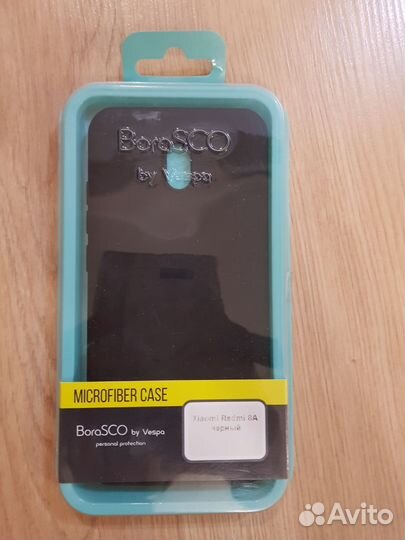 BoraSCO
by Vespa
MICROFIBER CASE
BoraSCO by Vespa
personal protection
Xiaomi Redmi 8A
черный
Avito